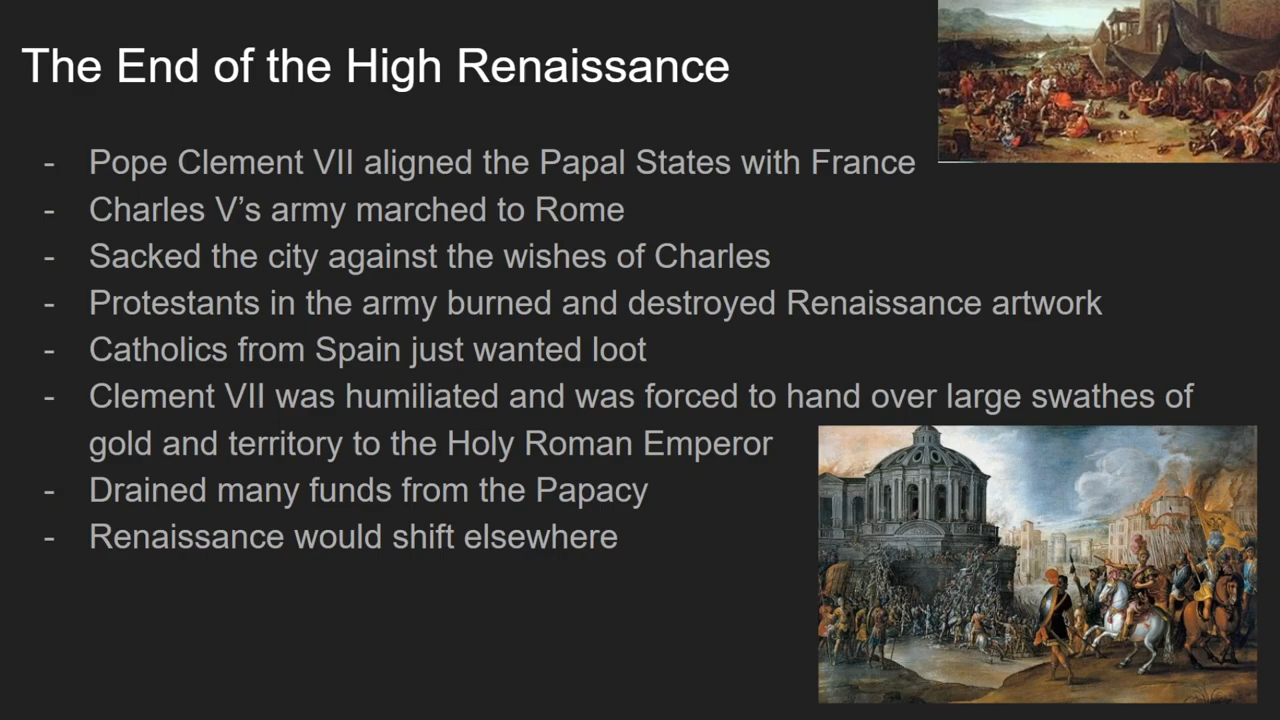 The End of the High Renaissance
- Pope Clement VII aligned the Papal States with France
- Charles V’s army marched to Rome
- Sacked the city against the wishes of Charles
- Protestants in the army burned and destroyed Renaissance artwork
- Catholics from Spain just wanted loot
- Clement VII was humiliated and was forced to hand over large swathes of
gold and territory to the Holy Roman Emperor
- Drained many funds from the Papacy
- Renaissance would shift elsewhere